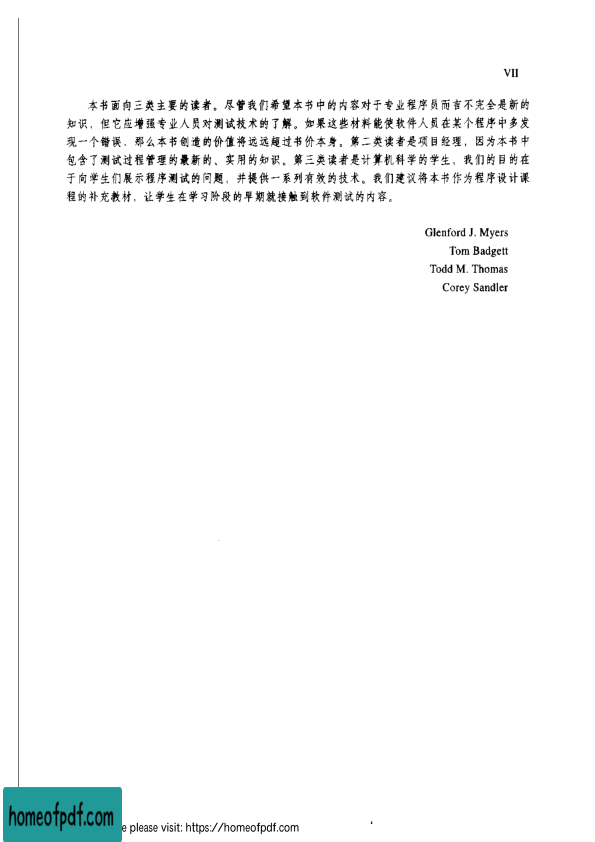 VII
本书面向三类主要的读者。尽管我们希望本书中的内容对于专业程序员而言不完全是新的
知识，但它应增强专业人员对测试技术的了解。如果这些材料能使软件人员在某个程序中多发
现一个错误，那么本书创造的价值将远远超过书价本身。第二类读者是项目经理，因为本书中
包含了测试过程管理的最新的、实用的知识。第三类读者是计算机科学的学生，我们的目的在
于向学生们展示程序测试的问题，并提供一系列有效的技术。我们建议将本书作为程序设计课
程的补充教材，让学生在学习阶段的早期就接触到软件测试的内容。
Glenford J. Myers
Tom Badgett
Todd M. Thomas
Corey Sandler
homeofpdf.com
e please visit: https://homeofpdf.com